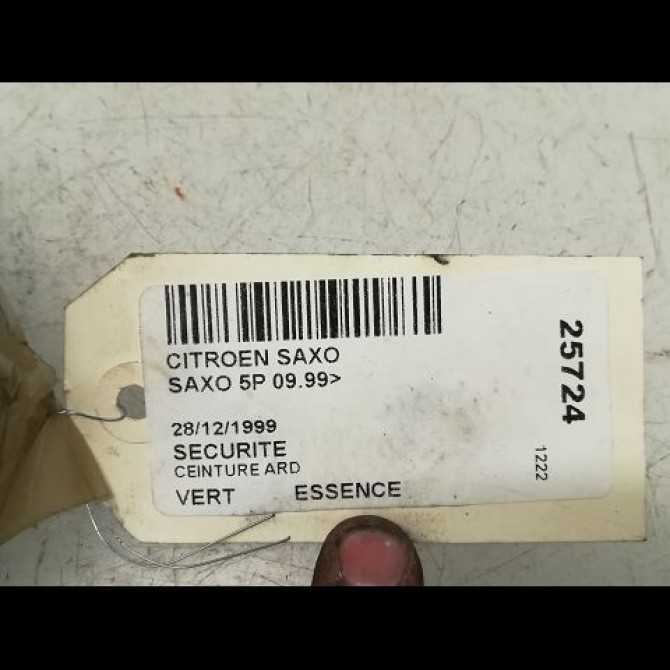 CITROEN SAXO
SAXO 5P 09.99>
28/12/1999
SECURITE
CEINTURE ARD
VERT ESSENCE
25724
1222